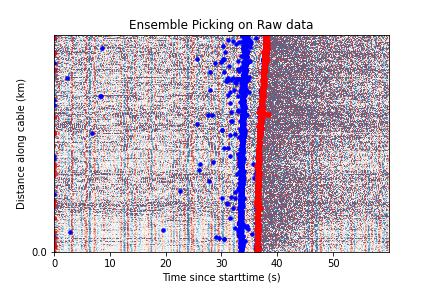 Ensemble Picking on Raw data
Distance along cable (km)
0.0
0 10 20 30 40 50
Time since starttime (s)